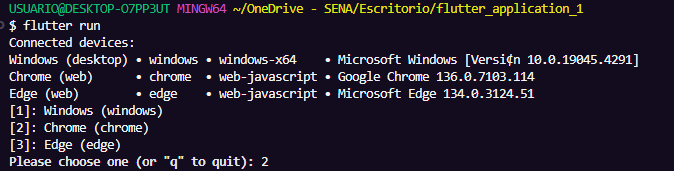 USUARIO@DESKTOP-O7PP3UT MINGW64 ~/OneDrive - SENA/Escritorio/flutter_application_1
$ flutter run
Connected devices:
Windows (desktop) • windows • windows-x64    • Microsoft Windows [Versi¢n 10.0.19045.4291]
Chrome (web)      • chrome  • web-javascript • Google Chrome 136.0.7103.114
Edge (web)        • edge    • web-javascript • Microsoft Edge 134.0.3124.51
[1]: Windows (windows)
[2]: Chrome (chrome)
[3]: Edge (edge)
Please choose one (or "q" to quit): 2